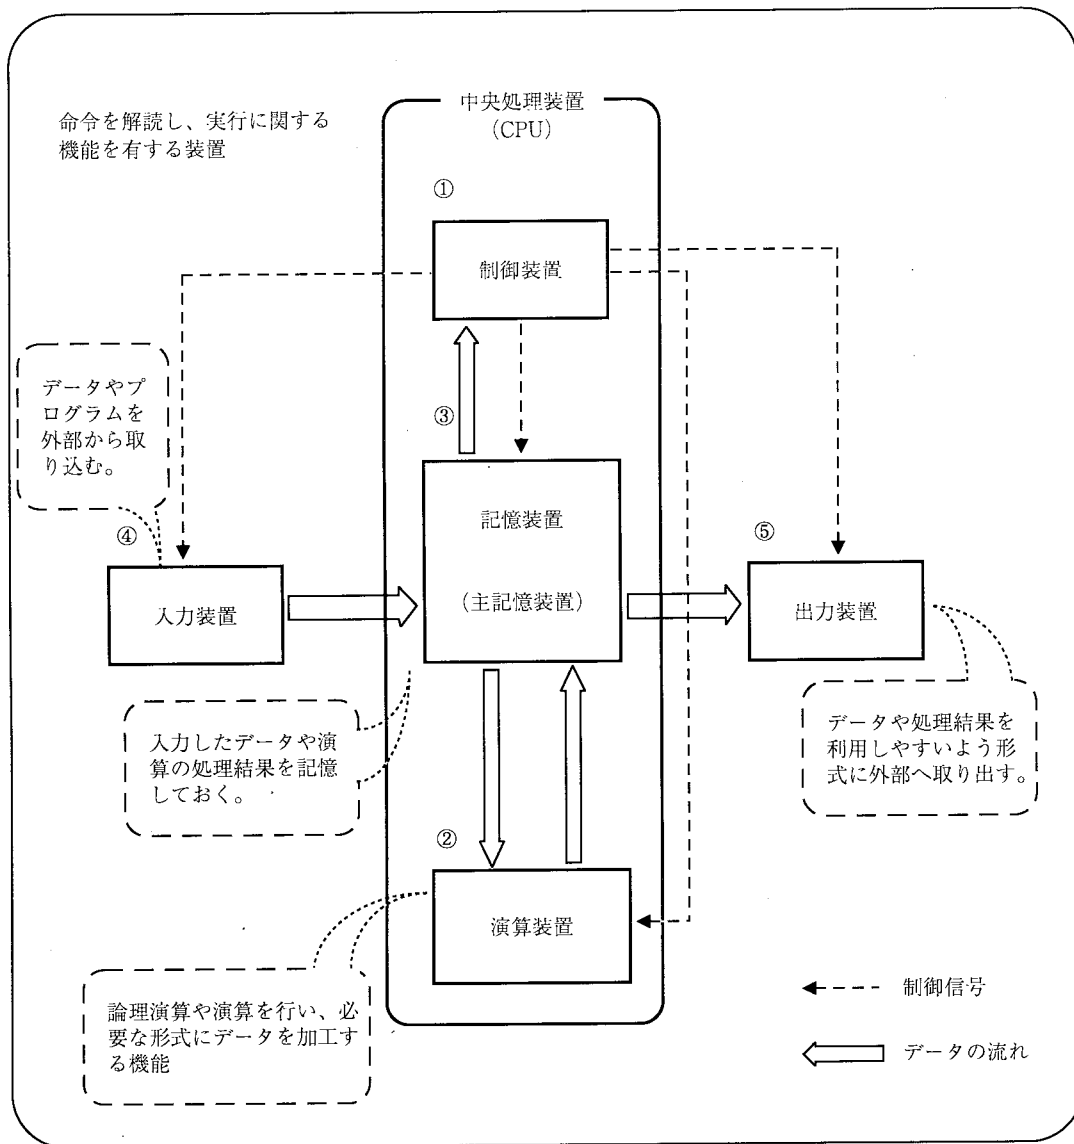 中央処理装置
（CPU）
命令を解読し、実行に関する
機能を有する装置
①
制御装置
データやプ
ログラムを
外部から取
り込む。
③
④
記憶装置
（主記憶装置）
⑤
入力装置
出力装置
入力したデータや演
算の処理結果を記憶
しておく。
データや処理結果を
利用しやすいよう形
式に外部へ取り出す。
②
演算装置
論理演算や演算を行い、必
要な形式にデータを加工す
る機能
制御信号
データの流れ